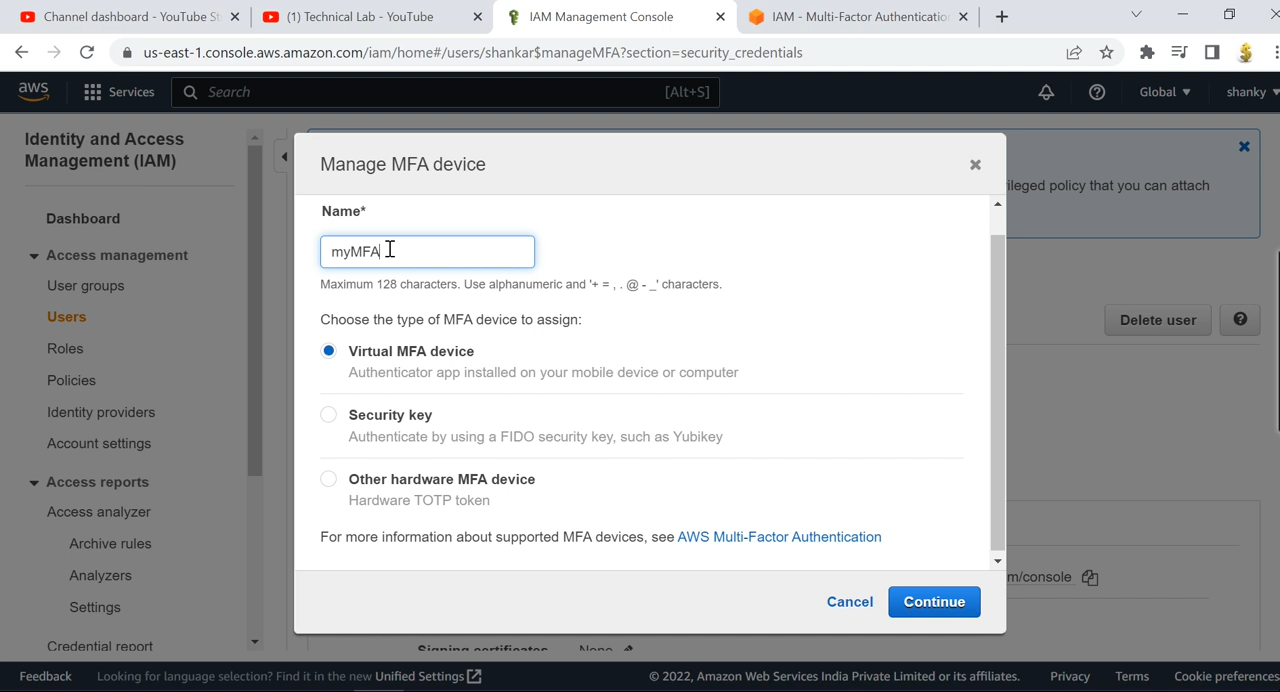 Channel dashboard - YouTube St
(1) Technical Lab - YouTube
IAM Management Console
IAM - Multi-Factor Authentication
us-east-1.console.aws.amazon.com/iam/home#/users/shankar$manageMFA?section=security_credentials
aws
Services
Search
[Alt+S]
Global
shanky
Identity and Access
Management (IAM)
Dashboard
Access management
User groups
Users
Roles
Policies
Identity providers
Account settings
Access reports
Access analyzer
Archive rules
Analyzers
Settings
Credential report
Manage MFA device
Name*
myMFA
Maximum 128 characters. Use alphanumeric and '+ = , . @ - _' characters.
Choose the type of MFA device to assign:
Virtual MFA device
Authenticator app installed on your mobile device or computer
Security key
Authenticate by using a FIDO security key, such as Yubikey
Other hardware MFA device
Hardware TOTP token
For more information about supported MFA devices, see AWS Multi-Factor Authentication
Cancel
Continue
ileged policy that you can attach
Delete user
m/console
Signing certificates
None
Feedback
Looking for language selection? Find it in the new Unified Settings
© 2022, Amazon Web Services India Private Limited or its affiliates.
Privacy
Terms
Cookie preferences